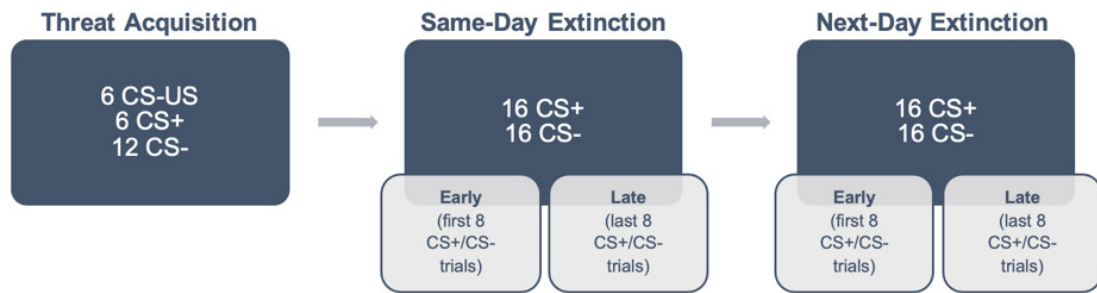 Threat Acquisition
6 CS-US
6 CS+
12 CS-
Same-Day Extinction
16 CS+
16 CS-
Early
(first 8
CS+/CS-
trials)
Late
(last 8
CS+/CS-
trials)
Next-Day Extinction
16 CS+
16 CS-
Early
(first 8
CS+/CS-
trials)
Late
(last 8
CS+/CS-
trials)